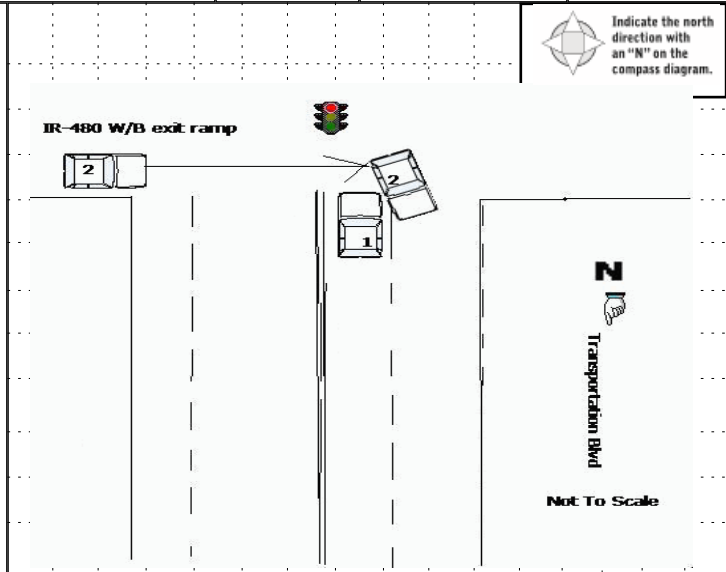 Indicate the north
direction with
an "N" on the
compass diagram.
IR-480 W/B exit ramp
2
2
1
N
Transportation Blvd
Not To Scale